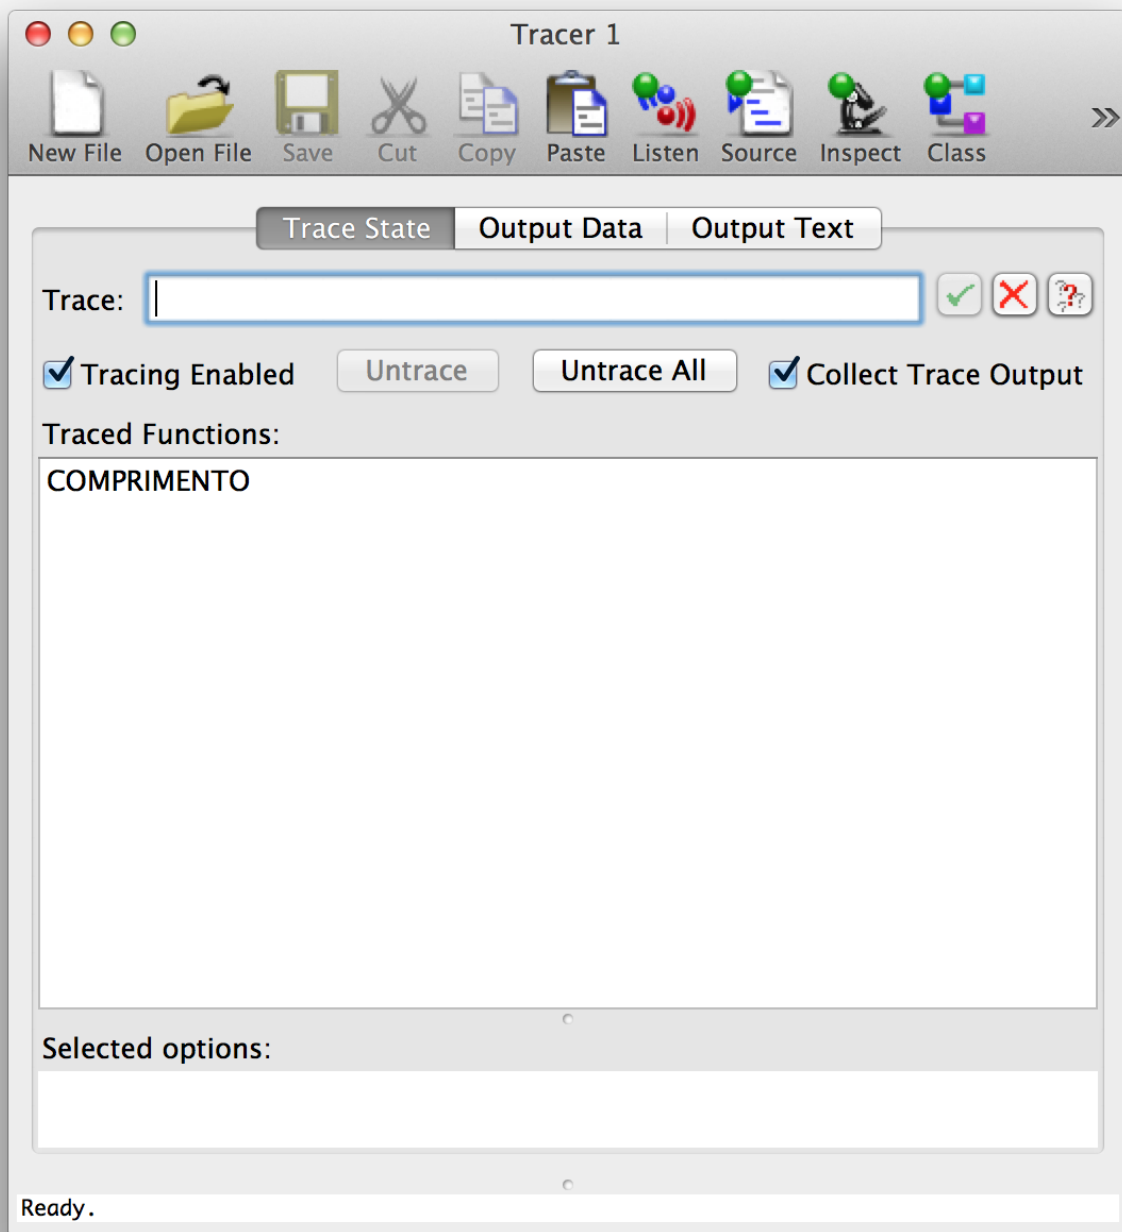 Tracer 1
New File Open File Save Cut Copy Paste Listen Source Inspect Class
Trace State Output Data Output Text
Trace:
Tracing Enabled Untrace Untrace All Collect Trace Output
Traced Functions:
COMPRIMENTO
Selected options:
Ready.